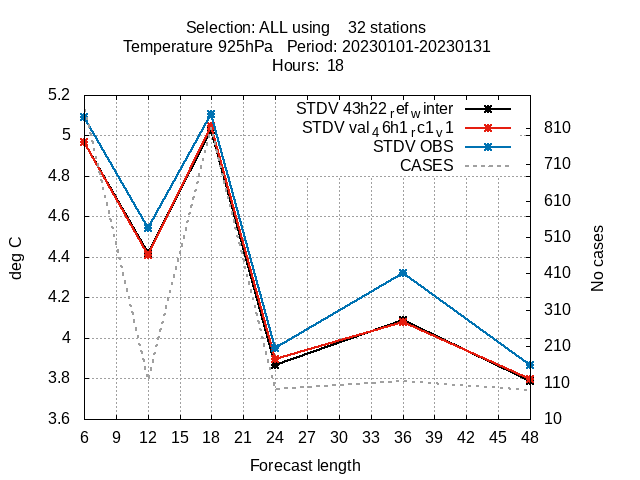 Selection: ALL using    32 stations
Temperature 925hPa   Period: 20230101-20230131
Hours: 18
STDV 43h22refwinter
STDV val46h1rc1v1
STDV OBS
CASES
5.2
5
4.8
4.6
4.4
4.2
4
3.8
3.6
deg C
810
710
610
510
410
310
210
110
10
No cases
6 9 12 15 18 21 24 27 30 33 36 39 42 45 48
Forecast length